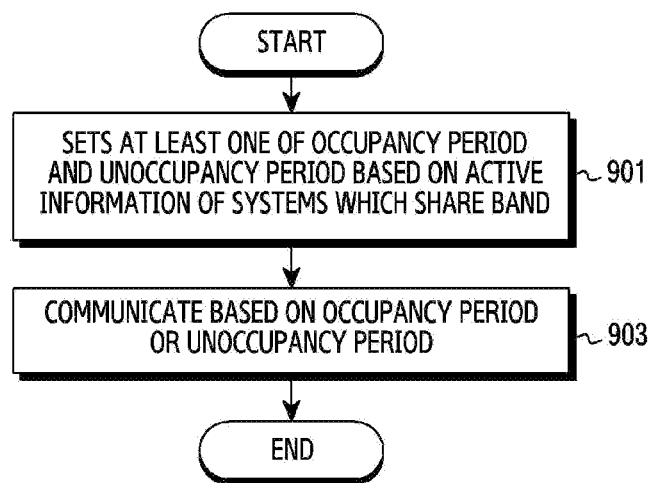 START
SETS AT LEAST ONE OF OCCUPANCY PERIOD
AND UNOCCUPANCY PERIOD BASED ON ACTIVE
INFORMATION OF SYSTEMS WHICH SHARE BAND
901
COMMUNICATE BASED ON OCCUPANCY PERIOD
OR UNOCCUPANCY PERIOD
903
END